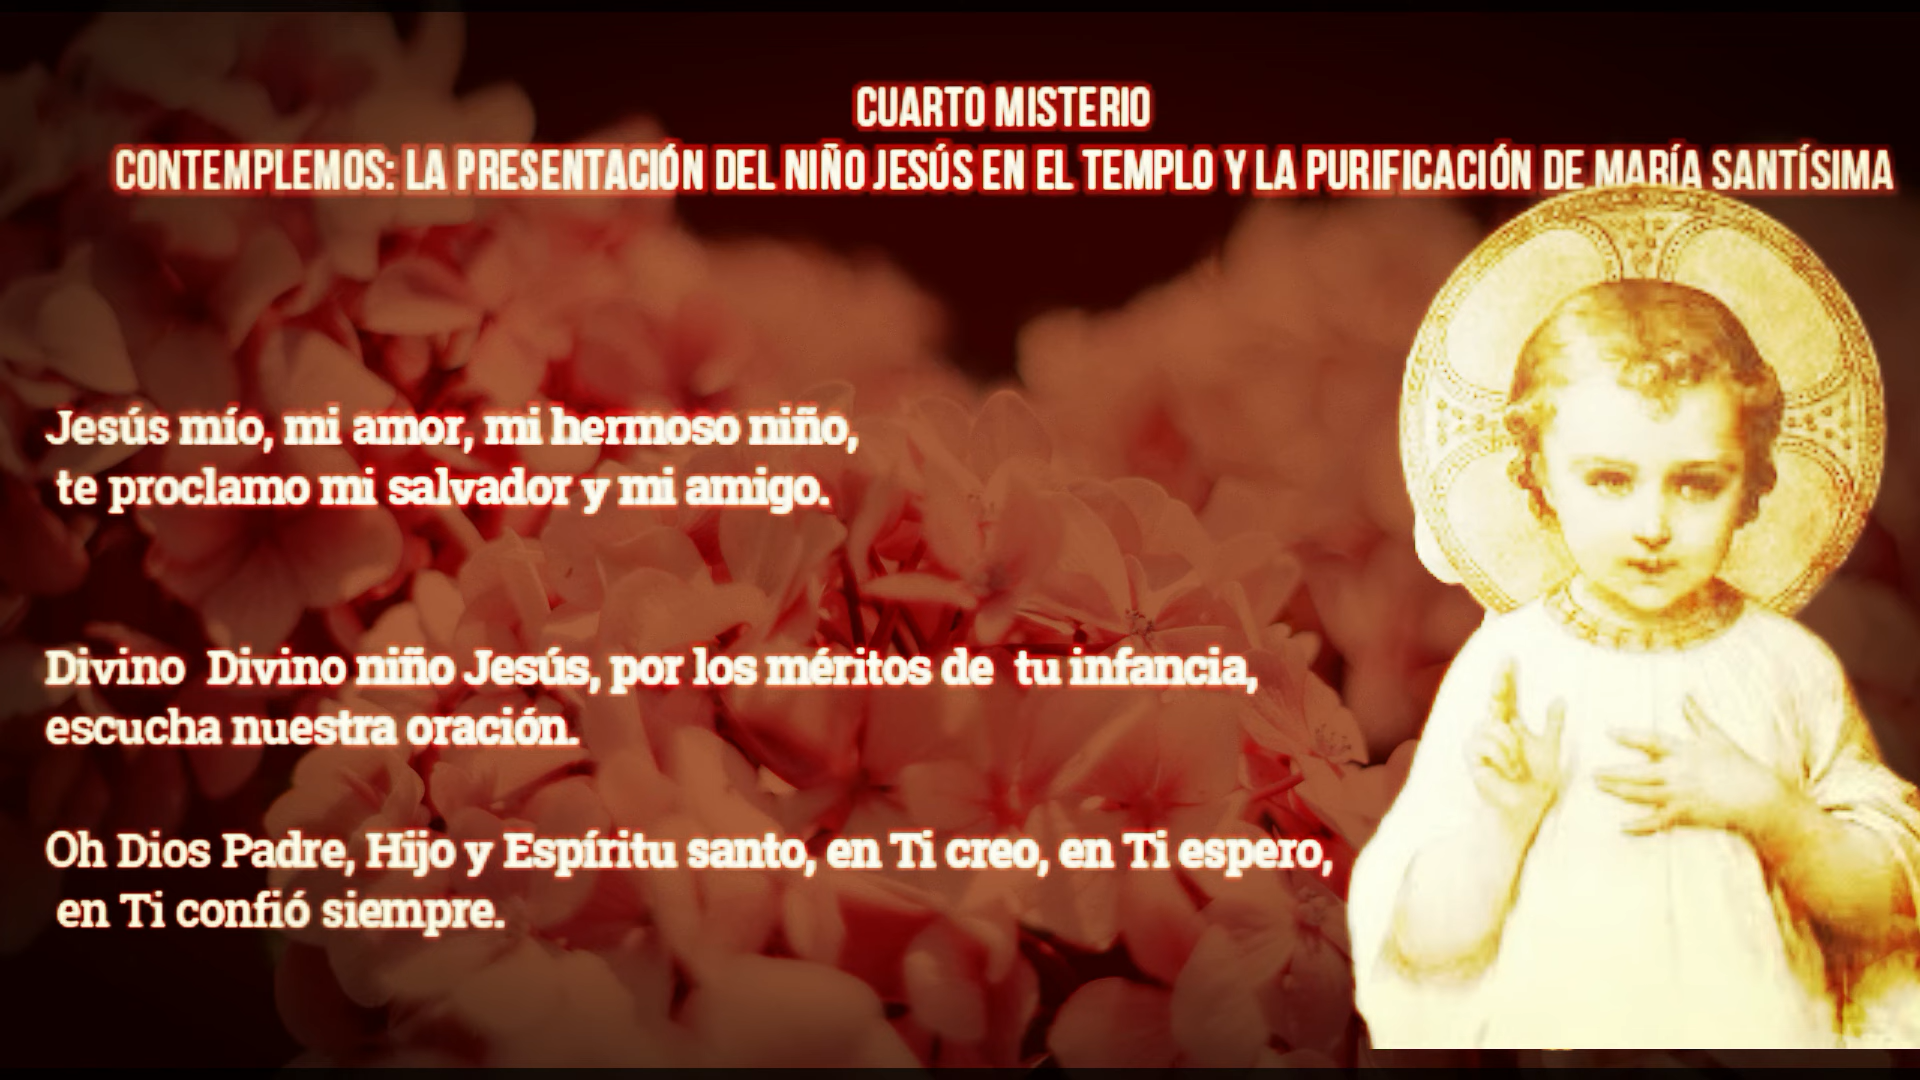 CUARTO MISTERIO
CONTEMPLEMOS: LA PRESENTACIÓN DEL NIÑO JESÚS EN EL TEMPLO Y LA PURIFICACIÓN DE MARÍA SANTÍSIMA
Jesús mío, mi amor, mi hermoso niño,
te proclamo mi salvador y mi amigo.
Divino Divino niño Jesús, por los méritos de tu infancia,
escucha nuestra oración.
Oh Dios Padre, Hijo y Espíritu santo, en Ti creo, en Ti espero,
en Ti confió siempre.